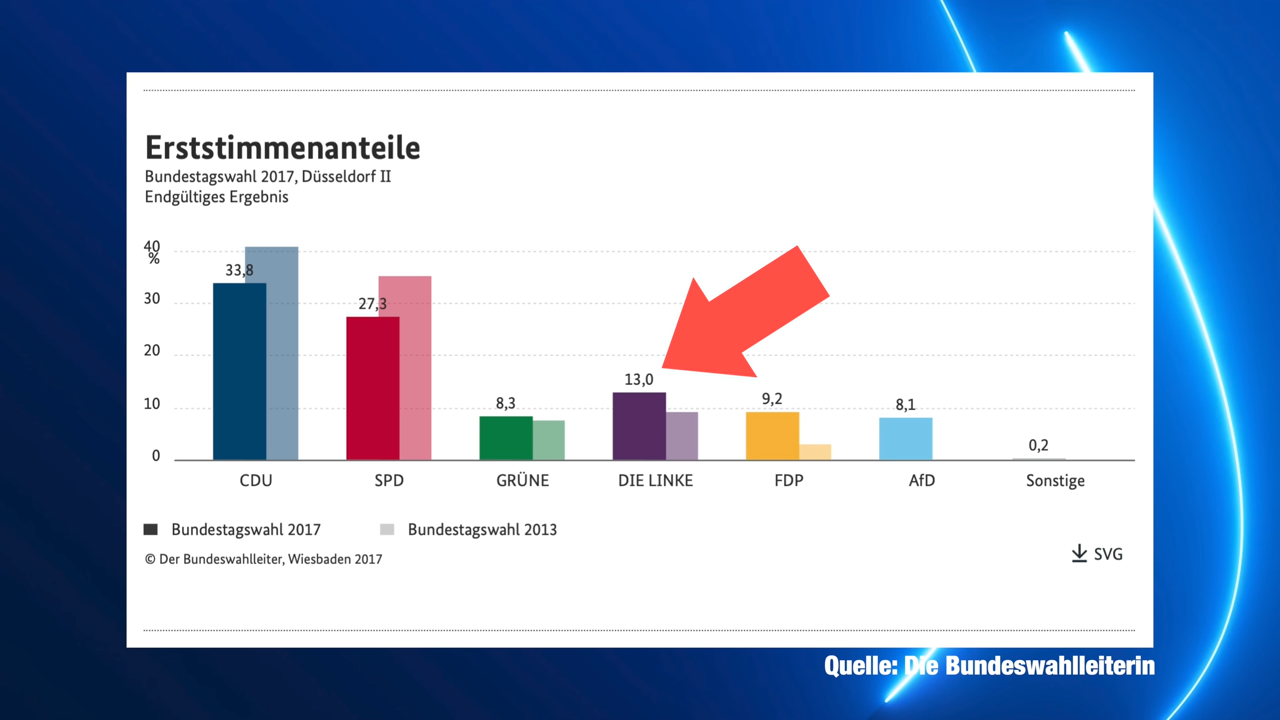 Erststimmenanteile
Bundestagswahl 2017, Düsseldorf II
Endgültiges Ergebnis
40
%
30
20
10
0
33,8
27,3
8,3
13,0
9,2
8,1
0,2
CDU SPD GRÜNE DIE LINKE FDP AfD Sonstige
Bundestagswahl 2017 Bundestagswahl 2013
© Der Bundeswahlleiter, Wiesbaden 2017
SVG
Quelle: Die Bundeswahlleiterin